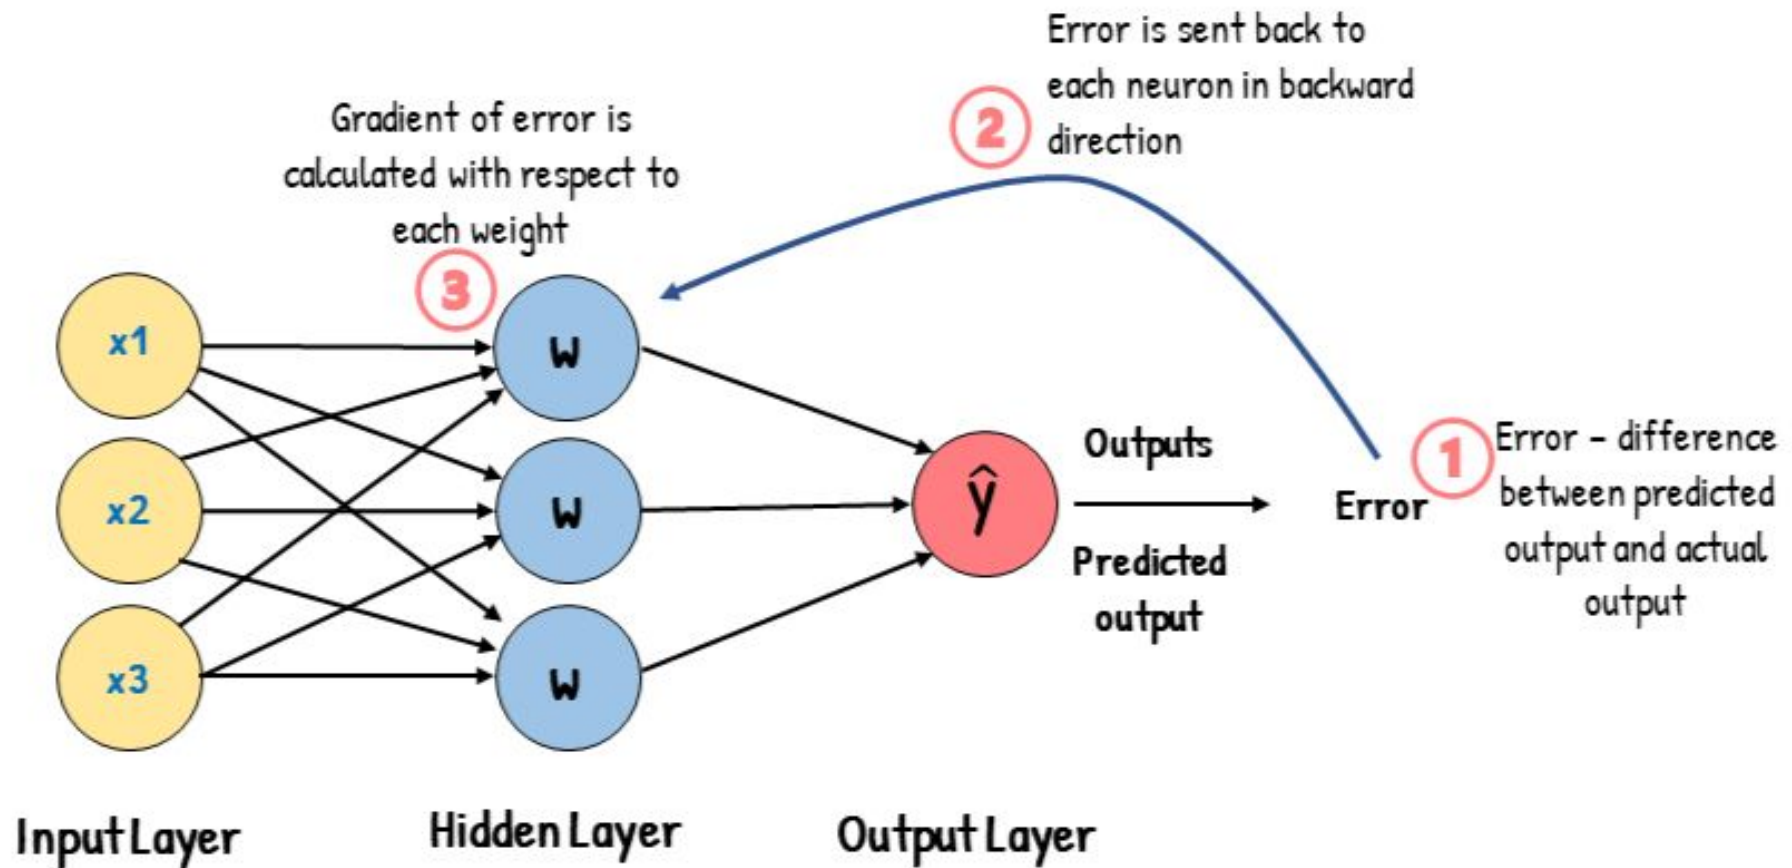 Error is sent back to
each neuron in backward
direction
2
Gradient of error is
calculated with respect to
each weight
3
x1
x2
x3
W
W
W
ŷ
Outputs
Predicted
output
Error
1
Error - difference
between predicted
output and actual
output
Input Layer
Hidden Layer
Output Layer